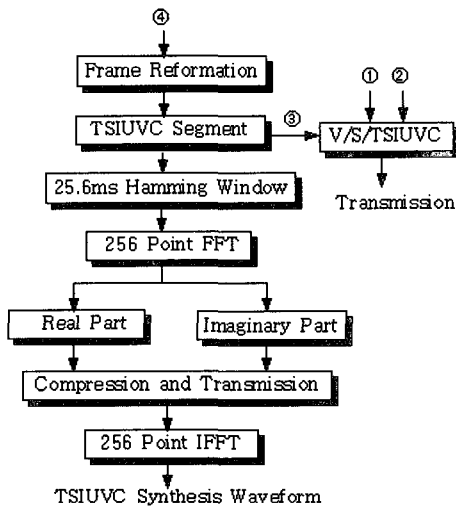 ④
Frame Reformation
① ②
TSIUVC Segment ③ V/S/TSIUVC
25.6ms Hamming Window Transmission
256 Point FFT
Real Part Imaginary Part
Compression and Transmission
256 Point IFFT
TSIUVC Synthesis Waveform